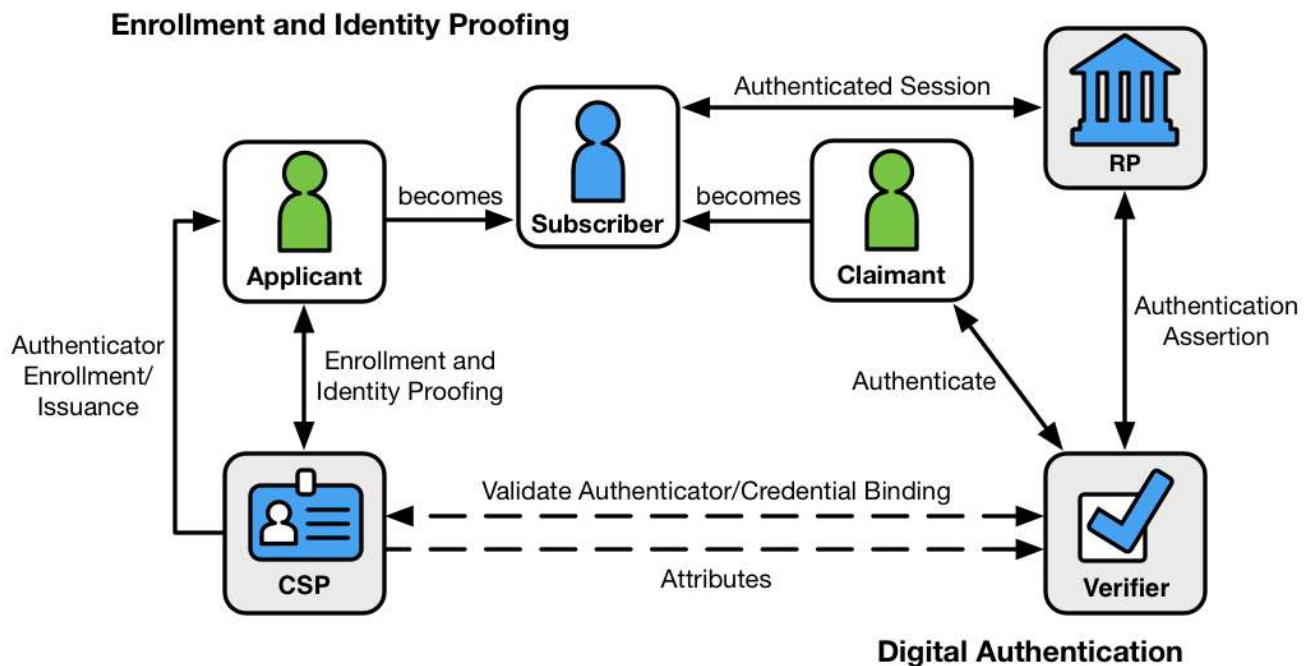 Enrollment and Identity Proofing
Authenticated Session
RP
becomes
Subscriber
becomes
Applicant
Claimant
Authenticator
Enrollment/
Issuance
Enrollment and
Identity Proofing
Authenticate
Authentication
Assertion
Validate Authenticator/Credential Binding
CSP
Attributes
Verifier
Digital Authentication